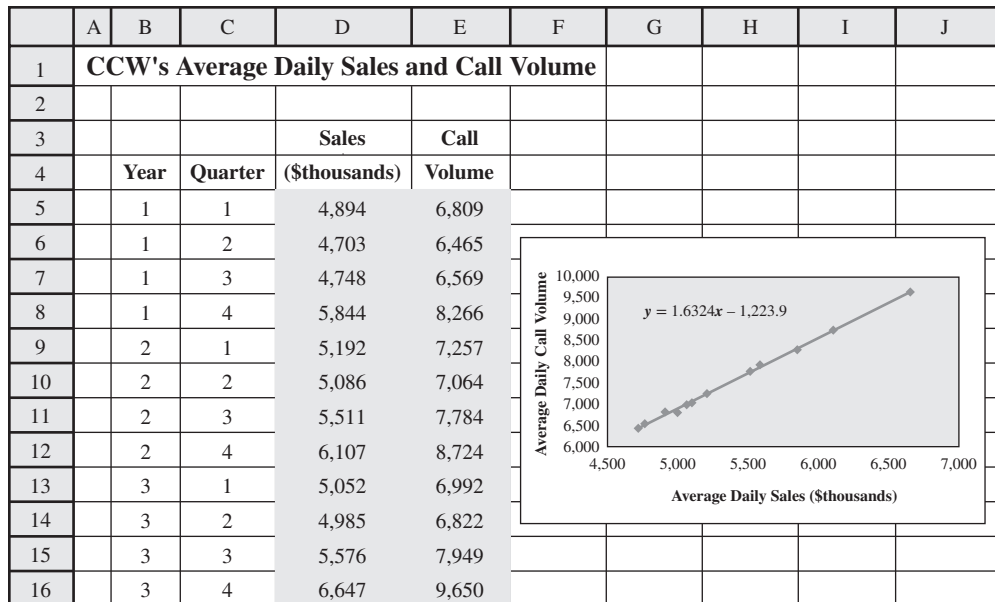 A B C D E F G H I J
1 CCW's Average Daily Sales and Call Volume
2
3 Sales Call
4 Year Quarter ($thousands) Volume
5 1 1 4,894 6,809
6 1 2 4,703 6,465
7 1 3 4,748 6,569
8 1 4 5,844 8,266
9 2 1 5,192 7,257
10 2 2 5,086 7,064
11 2 3 5,511 7,784
12 2 4 6,107 8,724
13 3 1 5,052 6,992
14 3 2 4,985 6,822
15 3 3 5,576 7,949
16 3 4 6,647 9,650
Average Daily Call Volume
10,000
9,500
9,000
8,500
8,000
7,500
7,000
6,500
6,000
y = 1.6324x – 1,223.9
4,500 5,000 5,500 6,000 6,500 7,000
Average Daily Sales ($thousands)